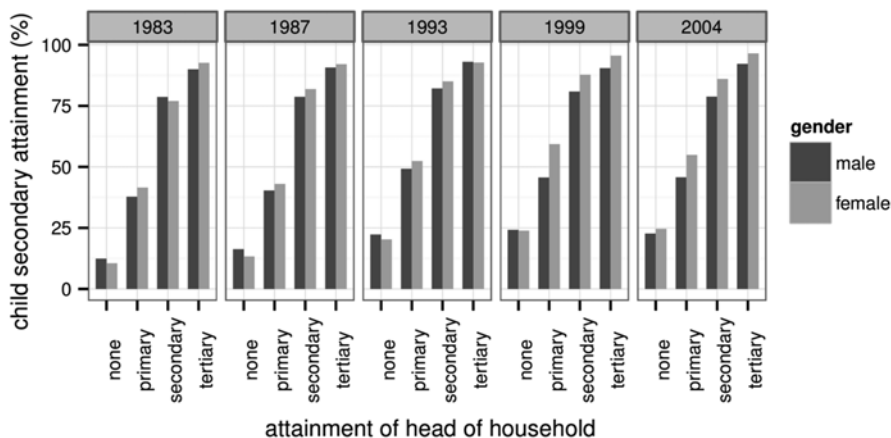 1983 1987 1993 1999 2004
child secondary attainment (%)
100
75
50
25
0
none primary secondary tertiary none primary secondary tertiary none primary secondary tertiary none primary secondary tertiary none primary secondary tertiary
attainment of head of household
gender
male
female